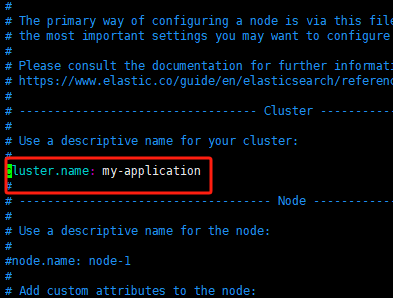 #
# The primary way of configuring a node is via this file
# the most important settings you may want to configure
#
# Please consult the documentation for further informati
# https://www.elastic.co/guide/en/elasticsearch/referen
#
# ---------------------------------- Cluster -----------
#
# Use a descriptive name for your cluster:
#
cluster.name: my-application
#
# ------------------------------------ Node ------------
#
# Use a descriptive name for the node:
#
#node.name: node-1
#
# Add custom attributes to the node: